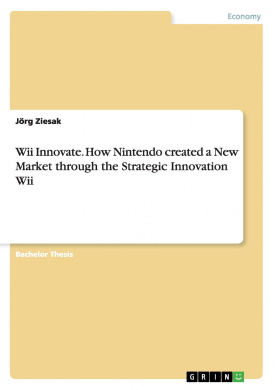 Economy
Jörg Ziesak
Wii Innovate. How Nintendo created a New
Market through the Strategic Innovation
Wii
Bachelor Thesis
GRIN